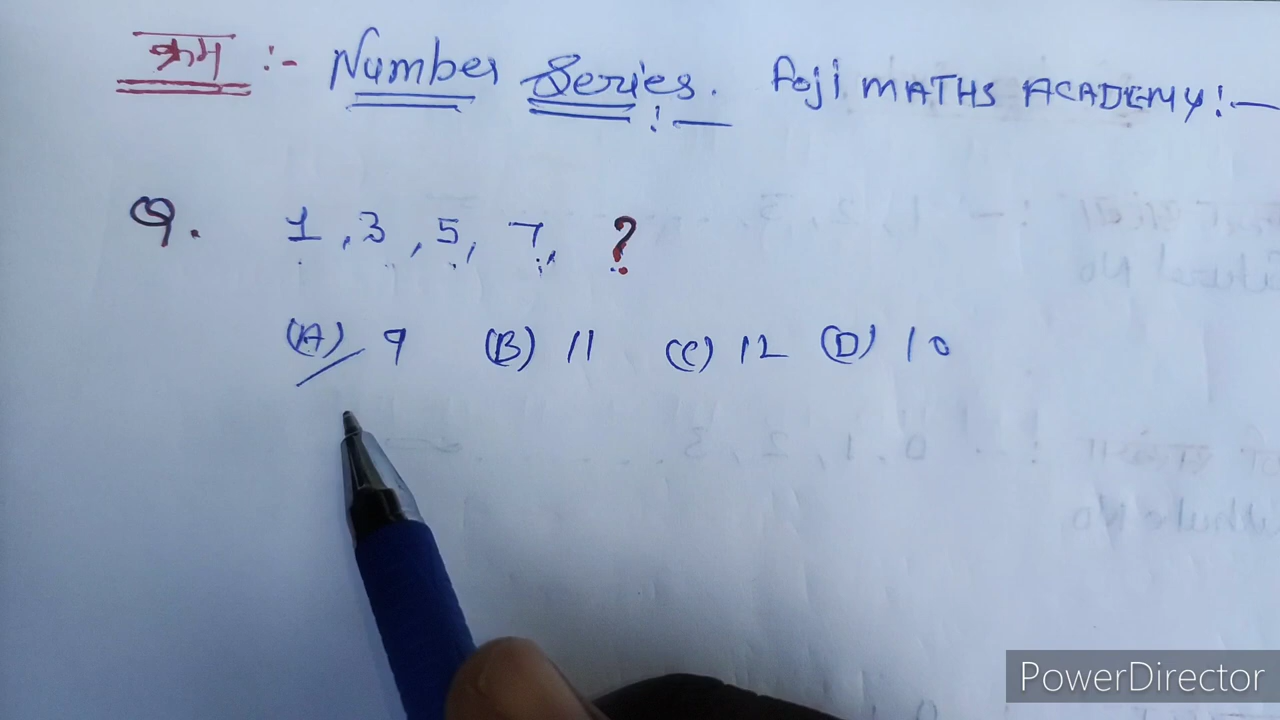 क्रम :- Number Series. Foji MATHS ACADEMY!-
:-
Q. 1, 3, 5, 7, ?
(A) 9 (B) 11 (C) 12 (D) 10
PowerDirector